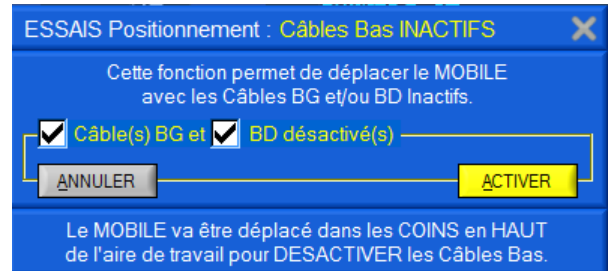 ESSAIS Positionnement : Câbles Bas INACTIFS
Cette fonction permet de déplacer le MOBILE
avec les Câbles BG et/ou BD Inactifs.
Câble(s) BG et BD désactivé(s)
ANNULER ACTIVER
Le MOBILE va être déplacé dans les COINS en HAUT
de l'aire de travail pour DESACTIVER les Câbles Bas.